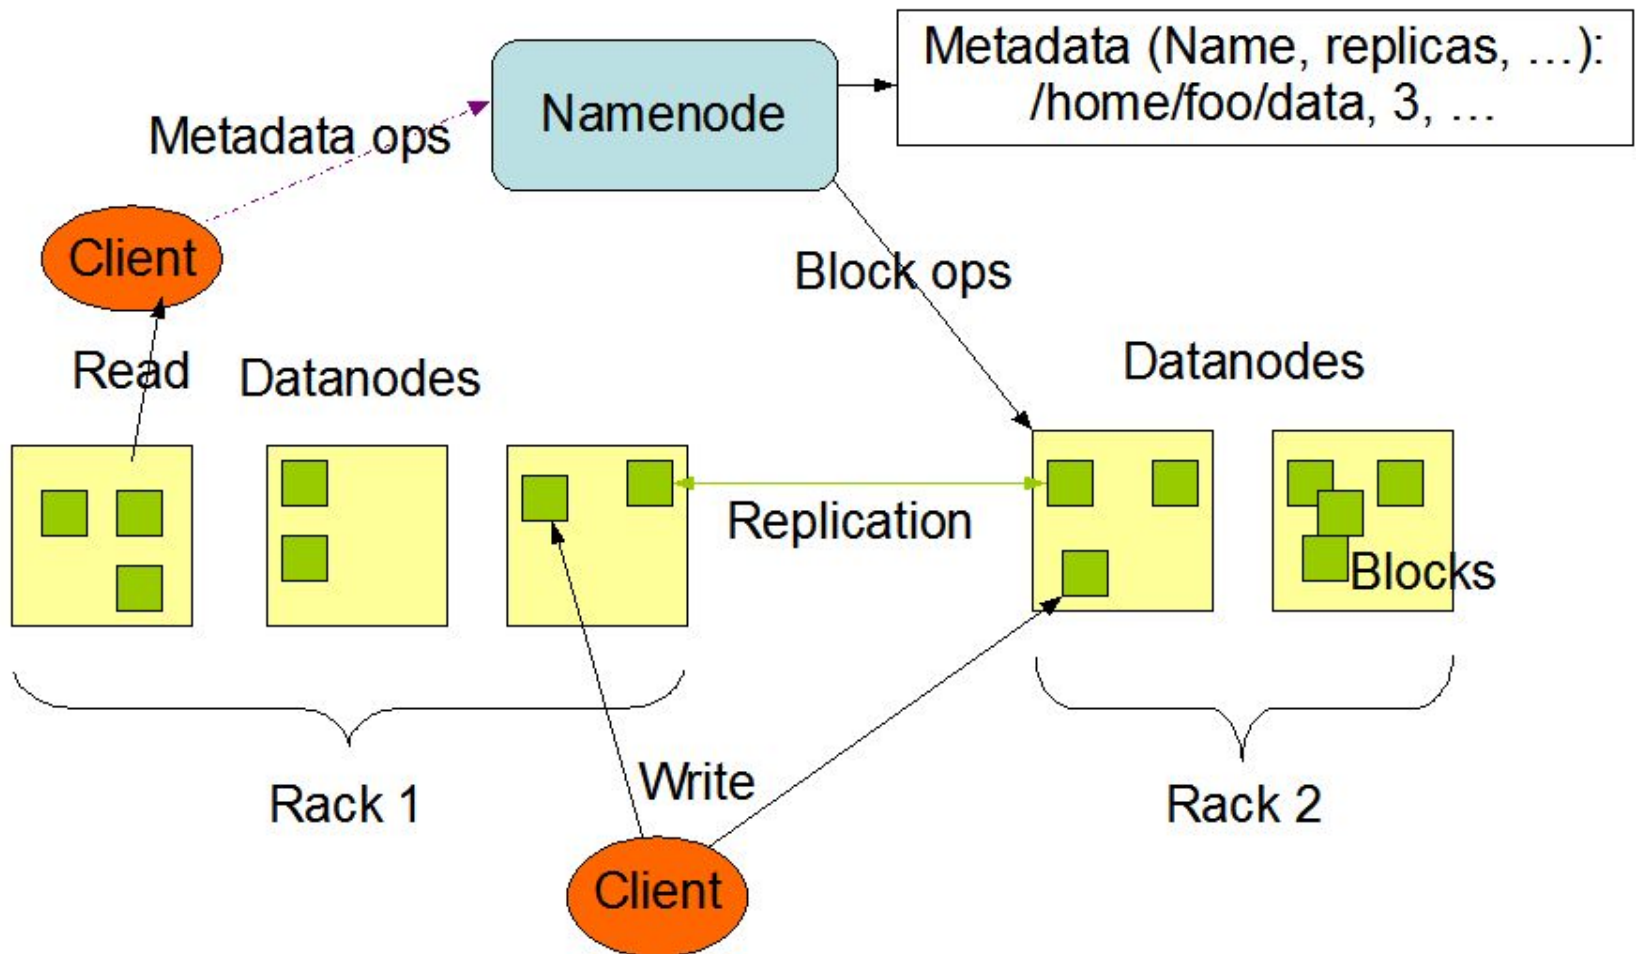 Metadata (Name, replicas, …):
/home/foo/data, 3, …
Namenode
Metadata ops
Client
Block ops
Read
Datanodes
Datanodes
Replication
Blocks
Rack 1
Write
Rack 2
Client